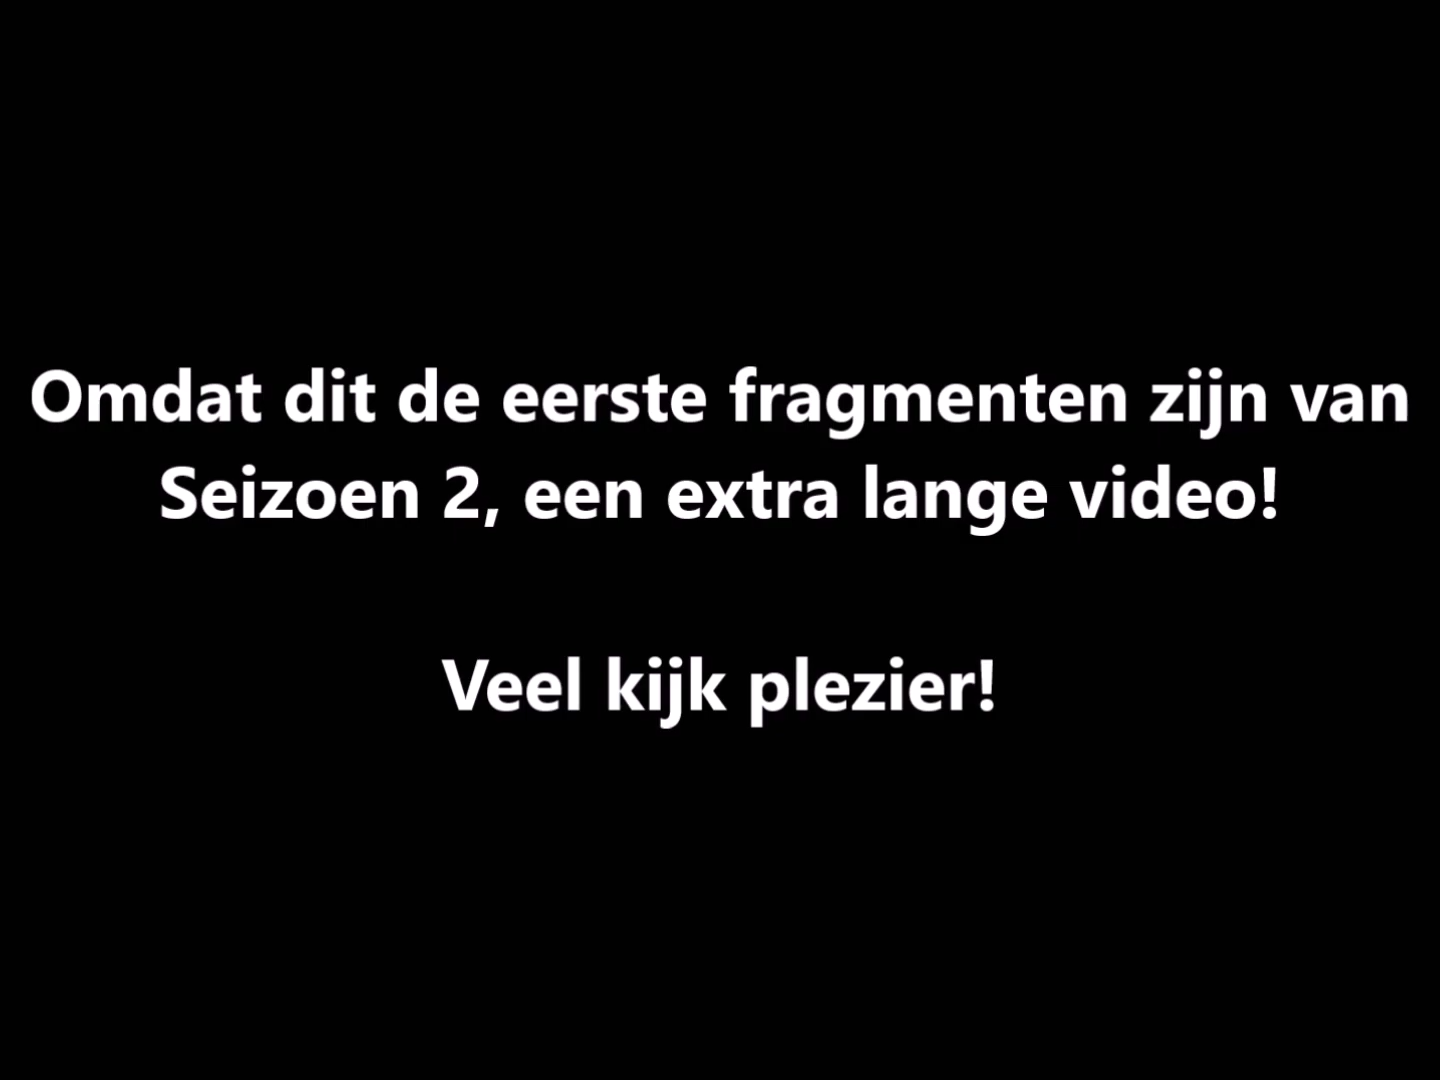 Omdat dit de eerste fragmenten zijn van
Seizoen 2, een extra lange video!
Veel kijk plezier!